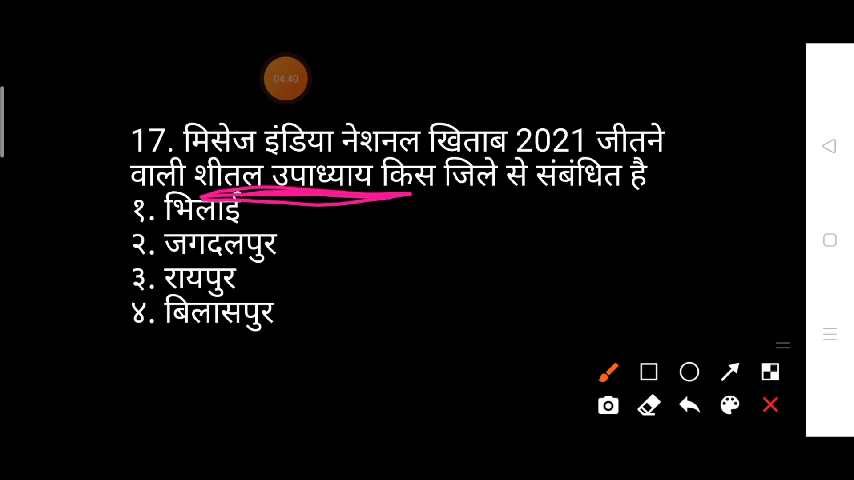 04:40
17. मिसेज इंडिया नेशनल खिताब 2021 जीतने
वाली शीतल उपाध्याय किस जिले से संबंधित है
१. भिलाई
२. जगदलपुर
३. रायपुर
४. बिलासपुर